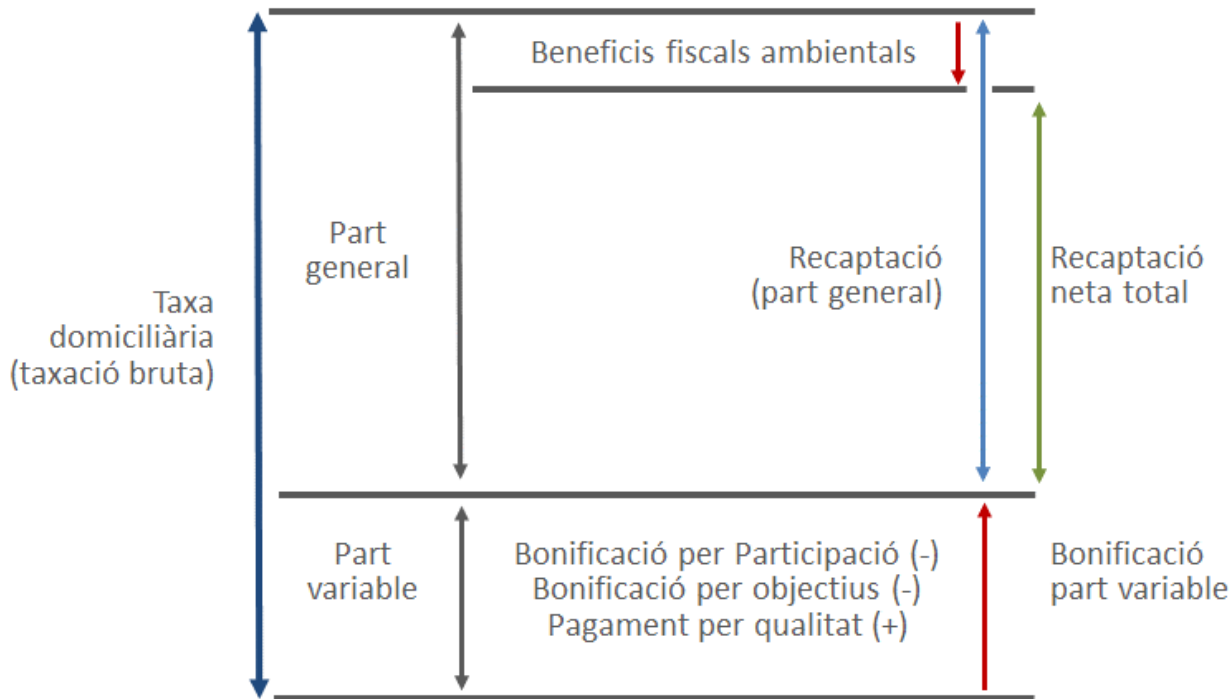 Beneficis fiscals ambientals
Part
general
Recaptació
(part general)
Recaptació
neta total
Taxa
domiciliària
(taxació bruta)
Part
variable
Bonificació per Participació (-)
Bonificació per objectius (-)
Pagament per qualitat (+)
Bonificació
part variable